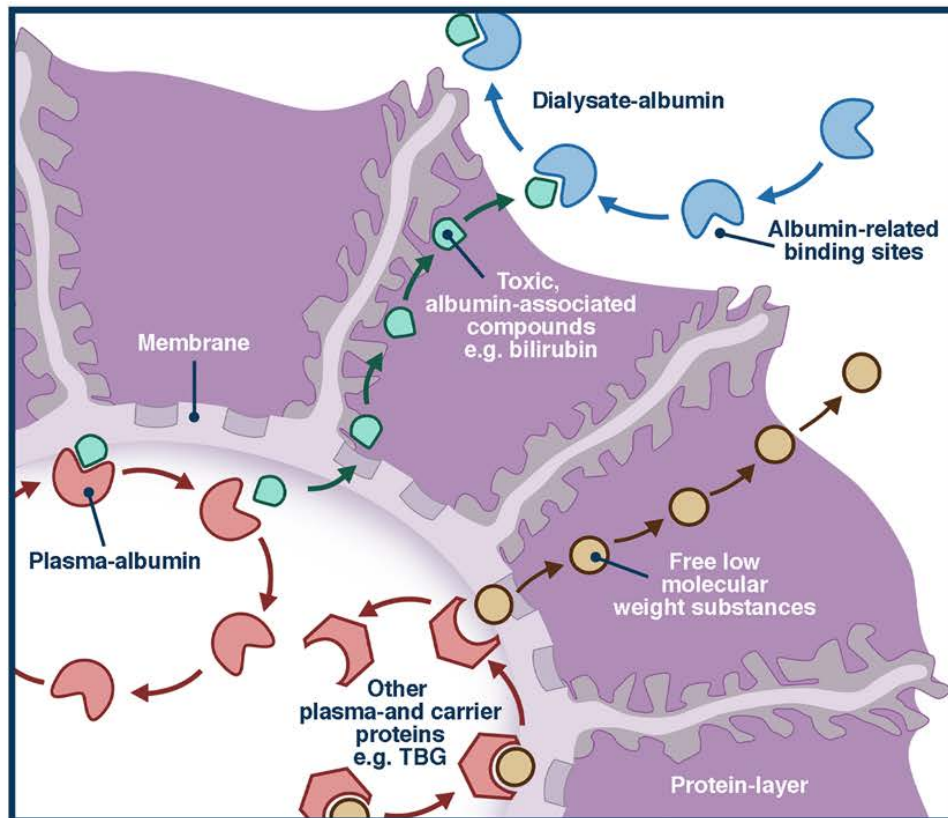 Dialysate-albumin
Albumin-related
binding sites
Toxic,
albumin-associated
compounds
e.g. bilirubin
Membrane
Plasma-albumin
Free low
molecular
weight substances
Other
plasma-and carrier
proteins
e.g. TBG
Protein-layer